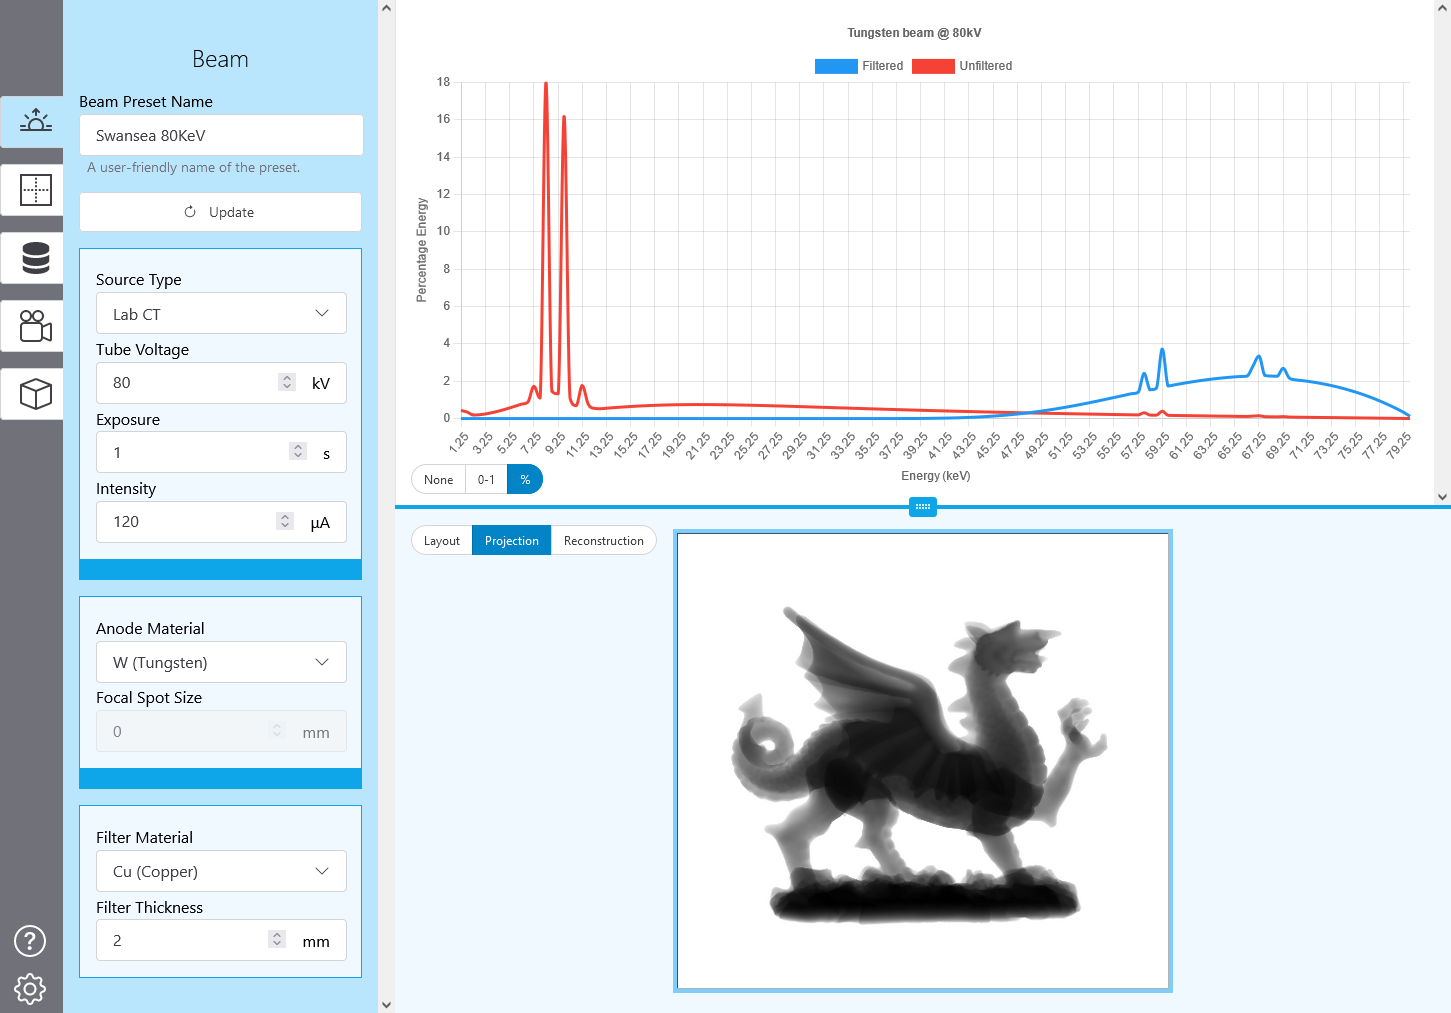 Beam
Beam Preset Name
Swansea 80KeV
A user-friendly name of the preset.
Update
Source Type
Lab CT
Tube Voltage
80 kV
Exposure
1 s
Intensity
120 µA
Anode Material
W (Tungsten)
Focal Spot Size
0 mm
Filter Material
Cu (Copper)
Filter Thickness
2 mm
?
Tungsten beam @ 80kV
Filtered Unfiltered
Percentage Energy
18
16
14
12
10
8
6
4
2
0
1.25 3.25 5.25 7.25 9.25 11.25 13.25 15.25 17.25 19.25 21.25 23.25 25.25 27.25 29.25 31.25 33.25 35.25 37.25 39.25 41.25 43.25 45.25 47.25 49.25 51.25 53.25 55.25 57.25 59.25 61.25 63.25 65.25 67.25 69.25 71.25 73.25 75.25 77.25 79.25
Energy (keV)
None 0-1 %
Layout Projection Reconstruction